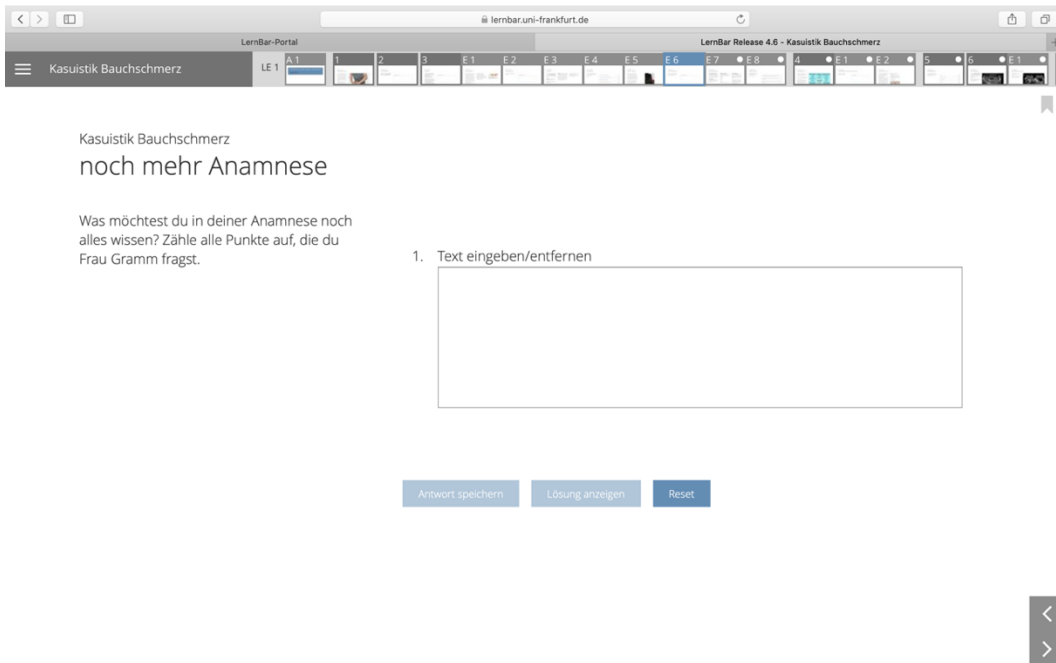 lernbar.uni-frankfurt.de
LernBar-Portal
LernBar Release 4.6 - Kasuistik Bauchschmerz
Kasuistik Bauchschmerz
LE 1
A 1
1
2
3
E 1
E 2
E 3
E 4
E 5
E 6
E 7
E 8
4
E 1
E 2
5
6
E 1
Kasuistik Bauchschmerz
noch mehr Anamnese
Was möchtest du in deiner Anamnese noch
alles wissen? Zähle alle Punkte auf, die du
Frau Gramm fragst.
1. Text eingeben/entfernen
Antwort speichern
Lösung anzeigen
Reset